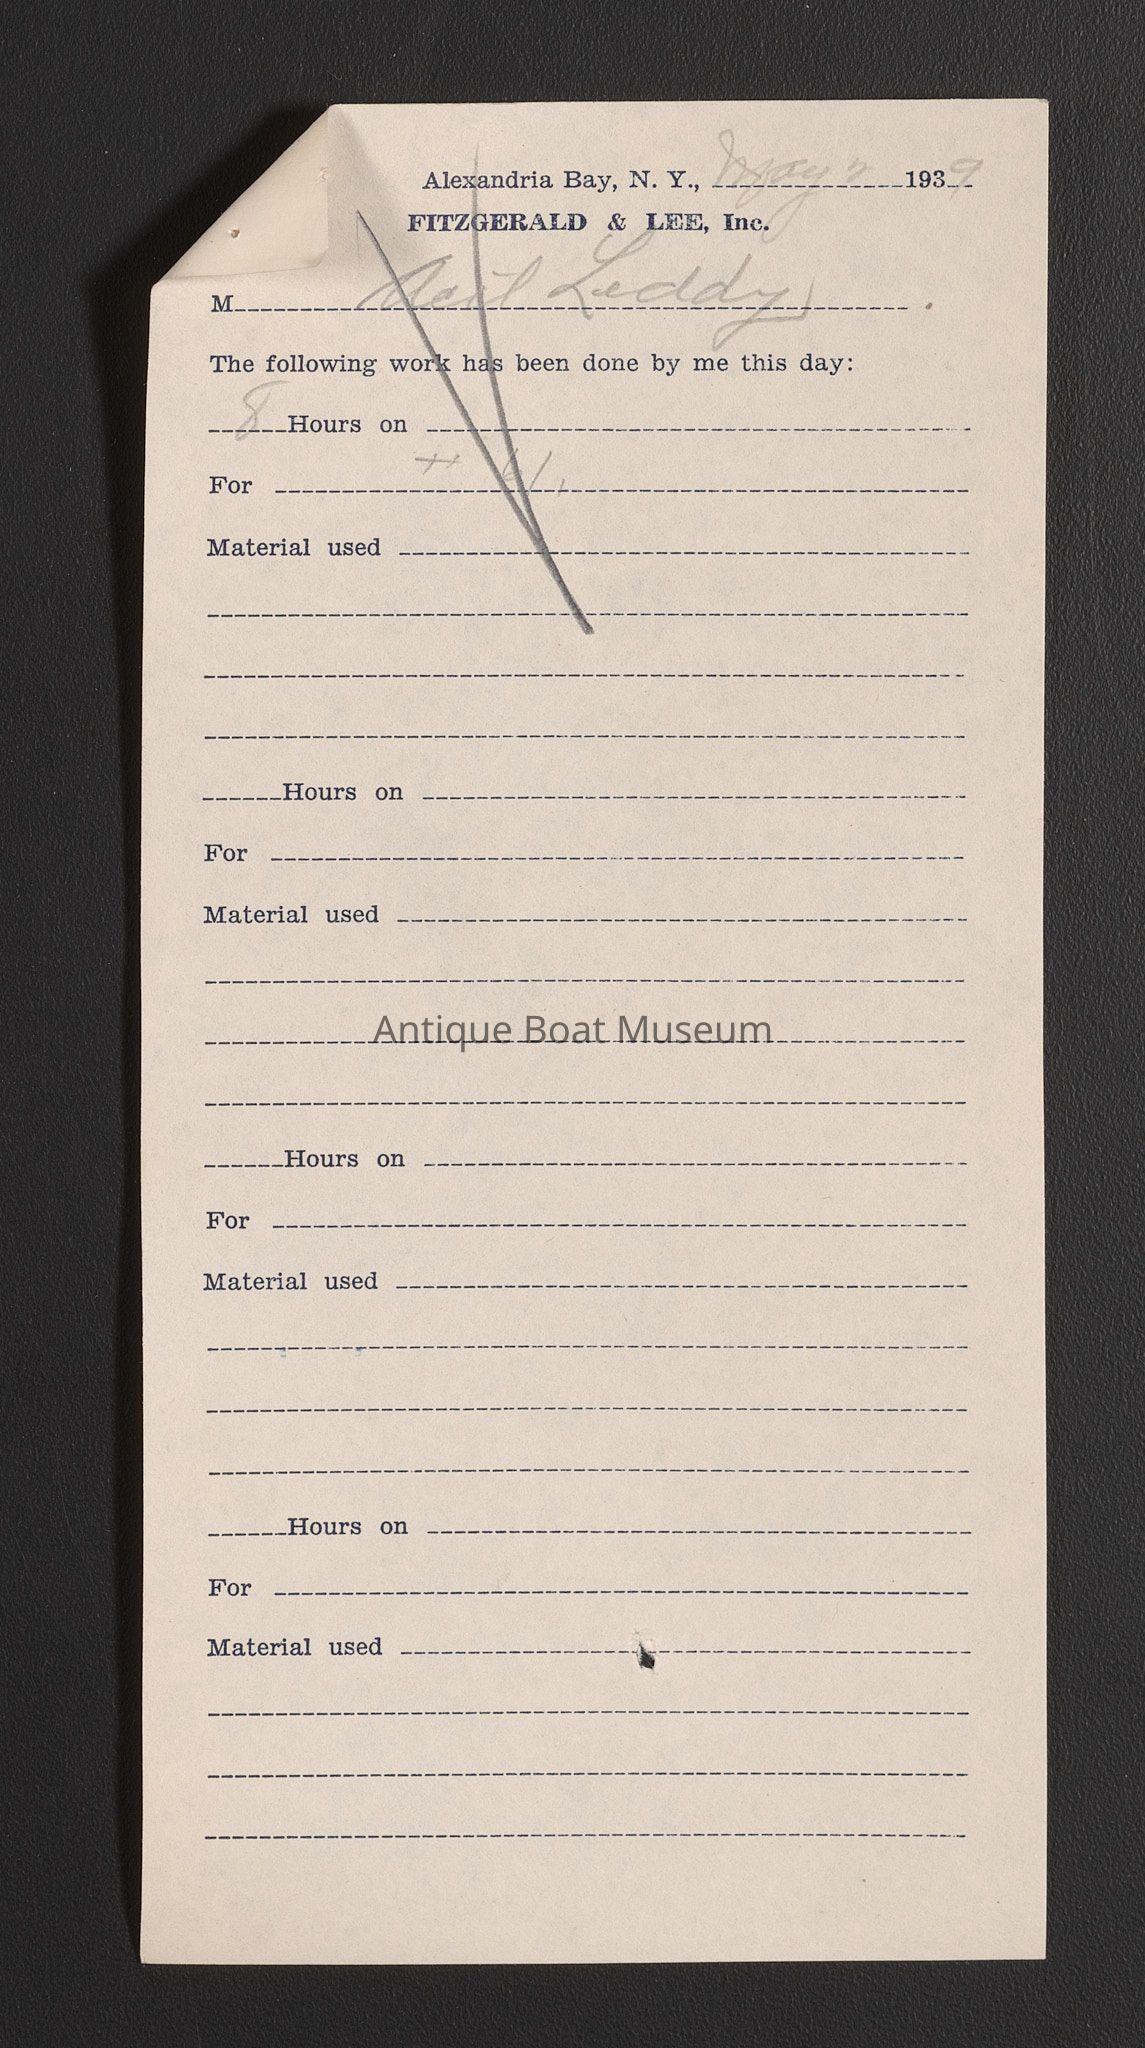 Alexandria Bay, N. Y., May 7 1939
FITZGERALD & LEE, Inc.
M Neil Leddy
The following work has been done by me this day:
8 Hours on
For # 61.
Material used
Hours on
For
Material used
Antique Boat Museum
Hours on
For
Material used
Hours on
For
Material used